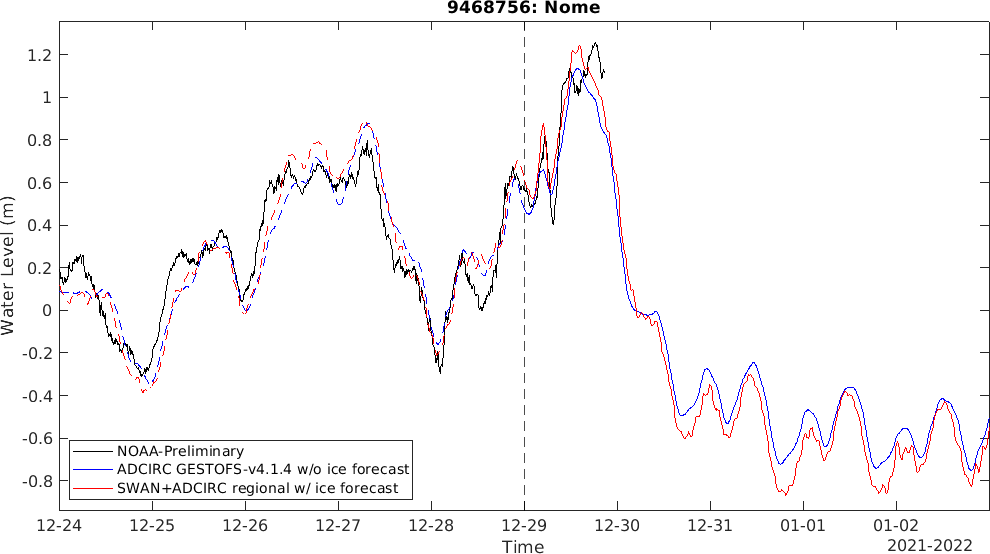 9468756: Nome
1.2
1
0.8
0.6
0.4
0.2
0
-0.2
-0.4
-0.6
-0.8
Water Level (m)
NOAA-Preliminary
ADCIRC GESTOFS-v4.1.4 w/o ice forecast
SWAN+ADCIRC regional w/ ice forecast
12-24 12-25 12-26 12-27 12-28 12-29 12-30 12-31 01-01 01-02
Time
2021-2022